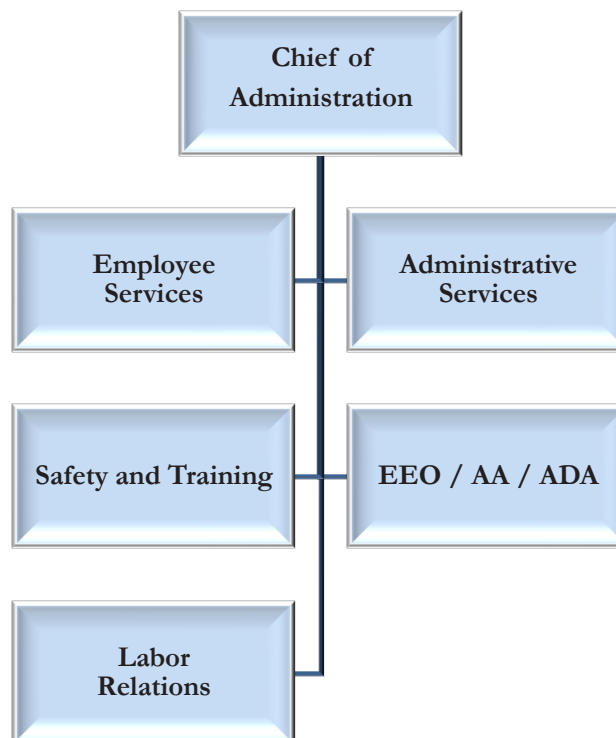 Chief of
Administration
Employee
Services
Administrative
Services
Safety and Training
EEO / AA / ADA
Labor
Relations